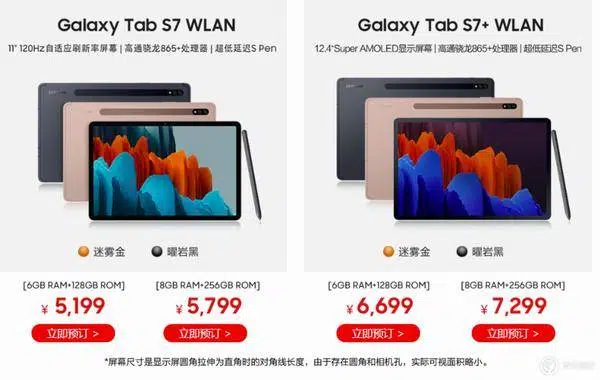 Galaxy Tab S7 WLAN
11" 120Hz自适应刷新率屏幕 | 高通骁龙865+处理器 | 超低延迟S Pen
迷雾金
曜岩黑
[6GB RAM+128GB ROM]
¥ 5,199
立即预订 >
[8GB RAM+256GB ROM]
¥ 5,799
立即预订 >
Galaxy Tab S7+ WLAN
12.4"Super AMOLED显示屏幕 | 高通骁龙865+处理器 | 超低延迟S Pen
迷雾金
曜岩黑
[6GB RAM+128GB ROM]
¥ 6,699
立即预订 >
[8GB RAM+256GB ROM]
¥ 7,299
立即预订 >
*屏幕尺寸是显示屏圆角拉伸为直角时的对角线长度，由于存在圆角和相机孔，实际可视面积略小。